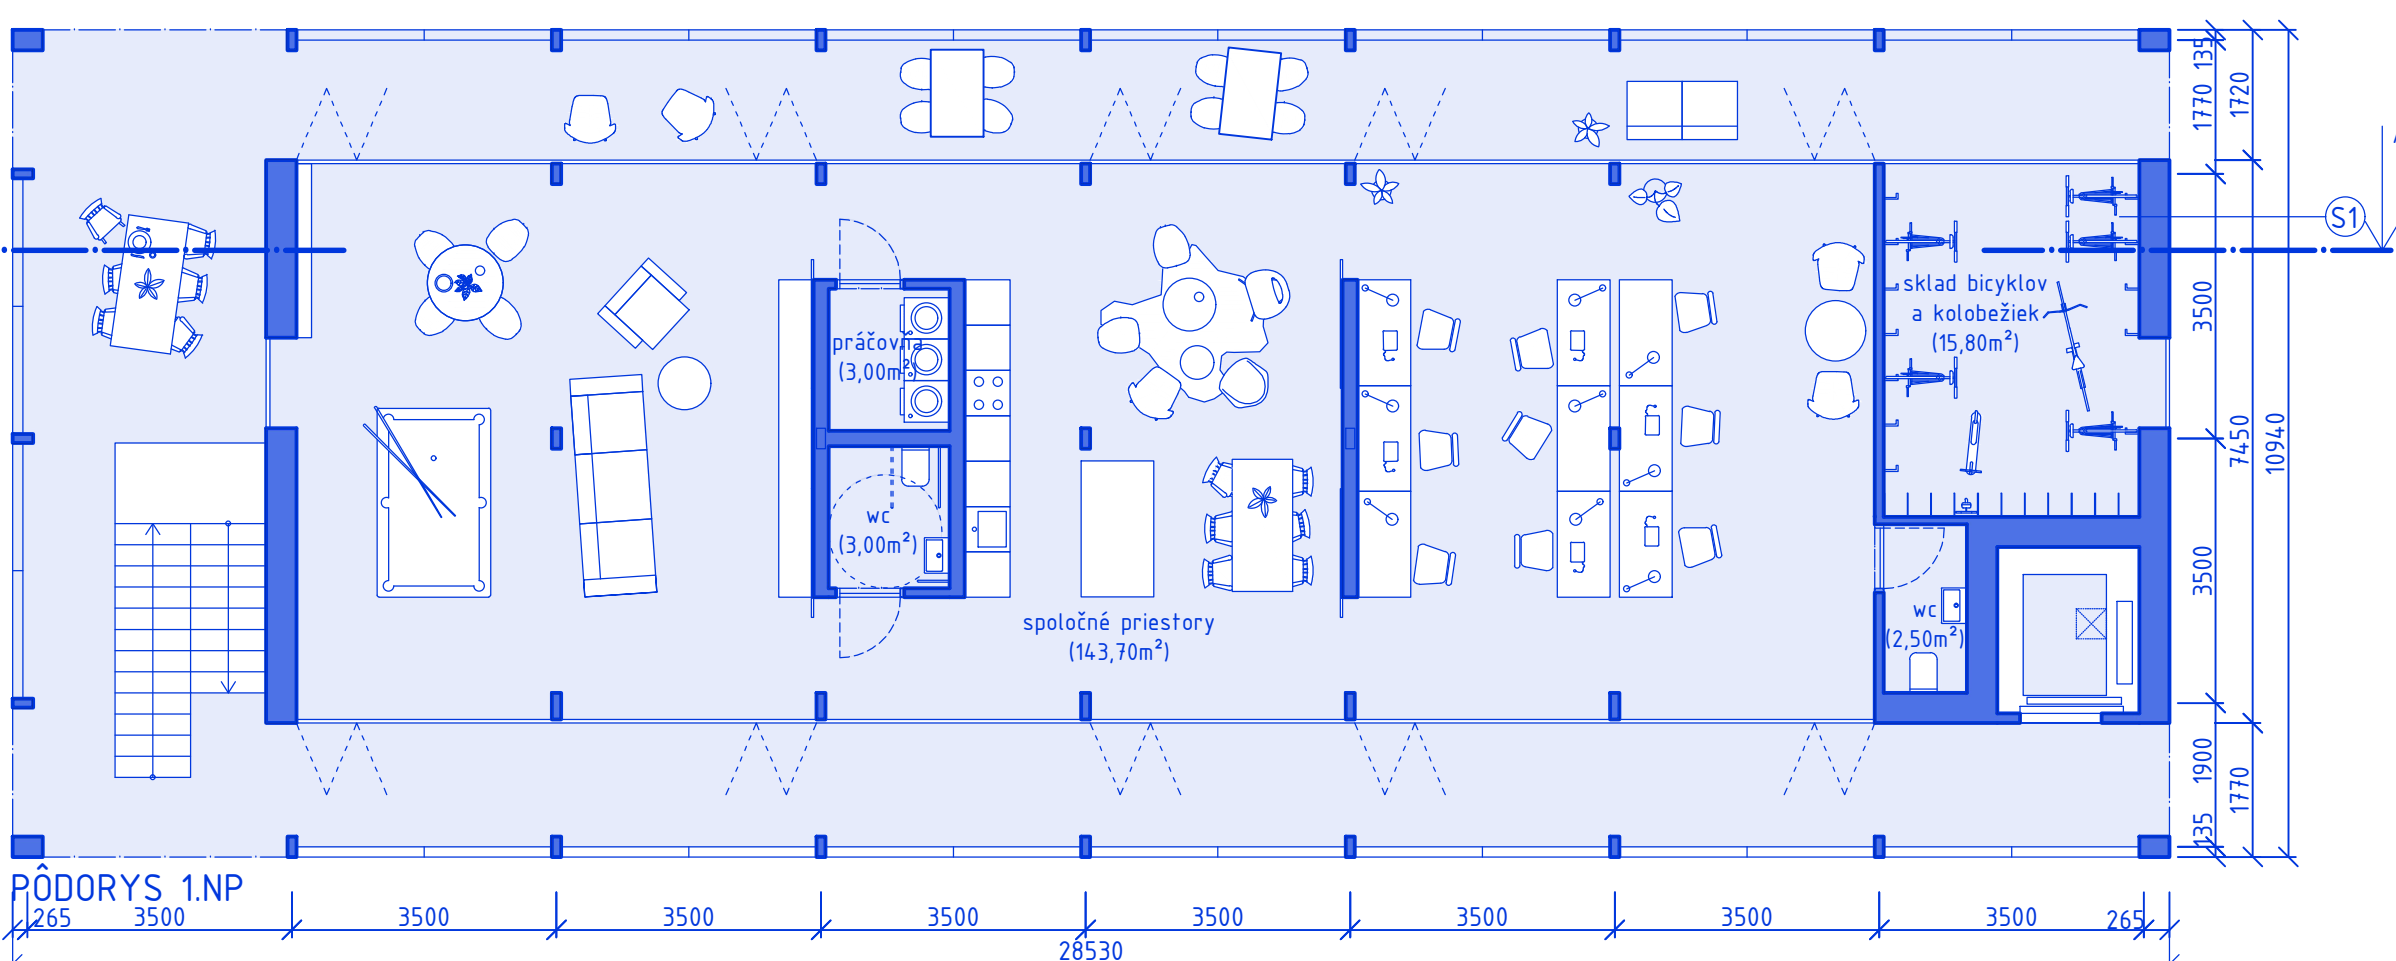 135
1770
1720
S1
sklad bicyklov
a kolobežiek
(15,80m²)
3500
práčovňa
(3,00m²)
7450
10940
wc
(3,00m²)
3500
wc
(2,50m²)
spoločné priestory
(143,70m²)
1900
1770
135
PÔDORYS 1.NP
265
3500
3500
3500
3500
3500
3500
3500
3500
265
28530